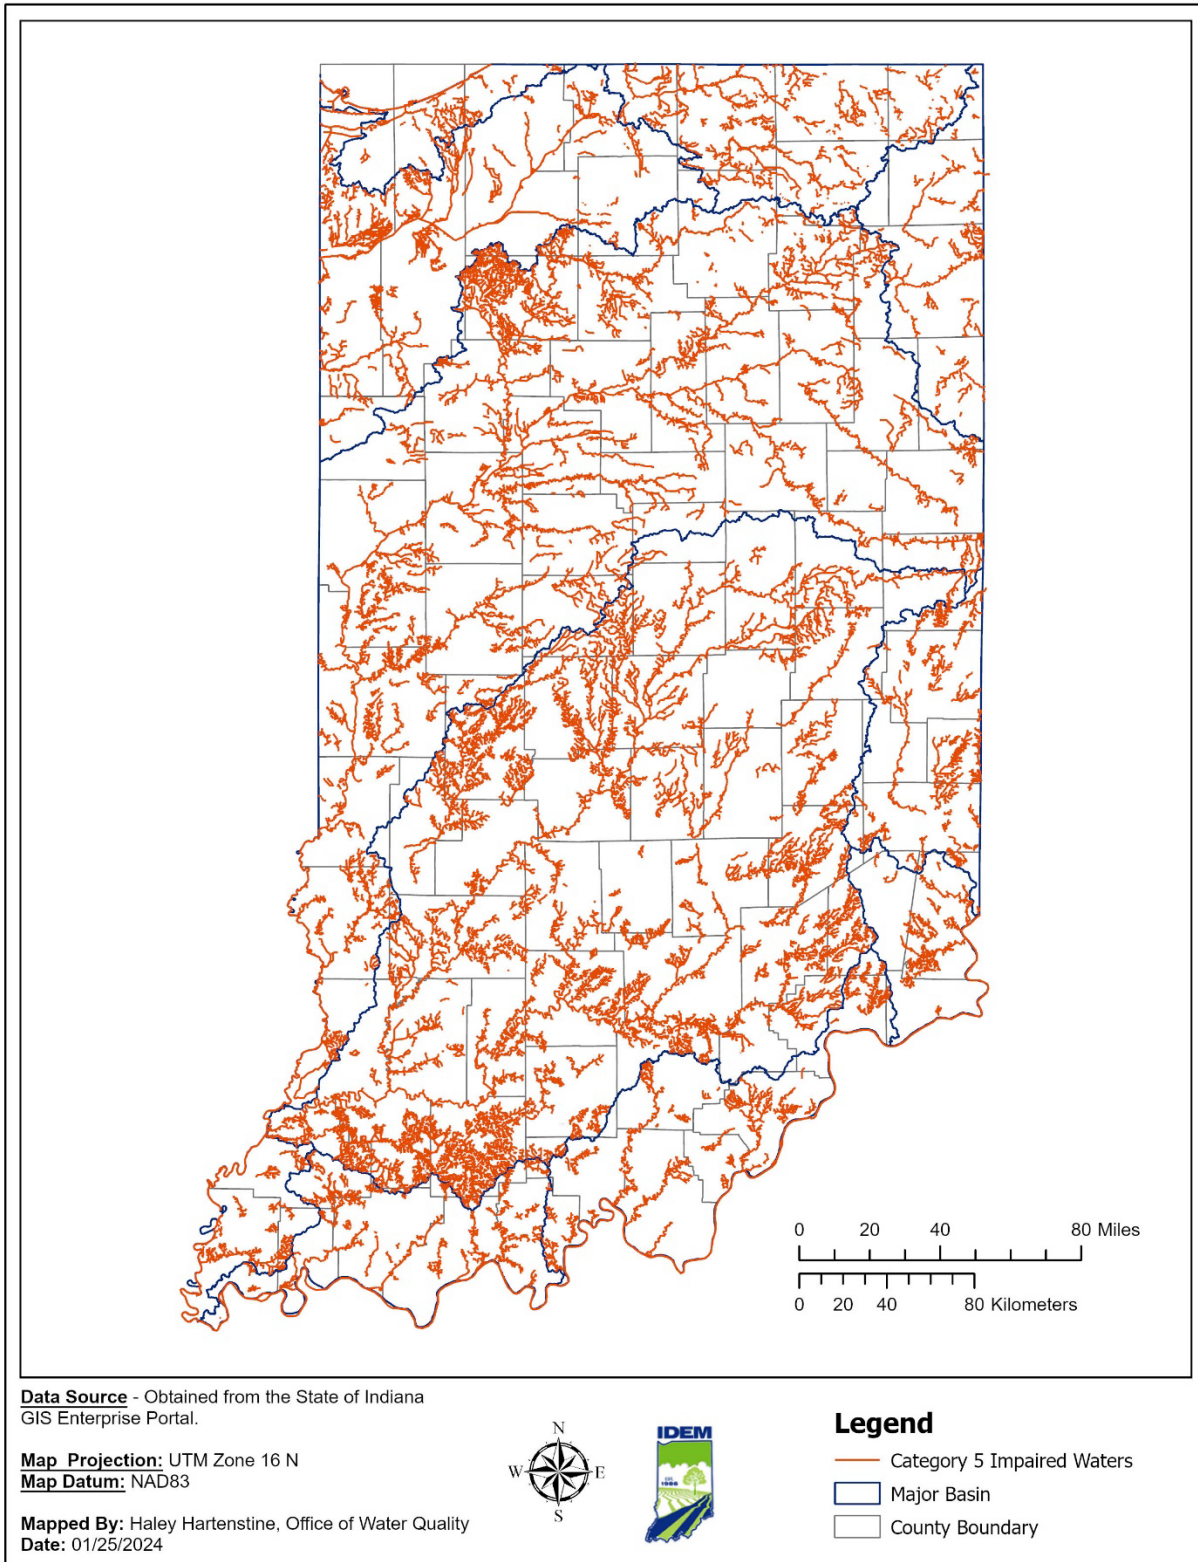 0 20 40 80 Miles
0 20 40 80 Kilometers
Data Source - Obtained from the State of Indiana
GIS Enterprise Portal.
Map Projection: UTM Zone 16 N
Map Datum: NAD83
Mapped By: Haley Hartenstine, Office of Water Quality
Date: 01/25/2024
N
W E
S
IDEM
EST.
1986
Legend
Category 5 Impaired Waters
Major Basin
County Boundary